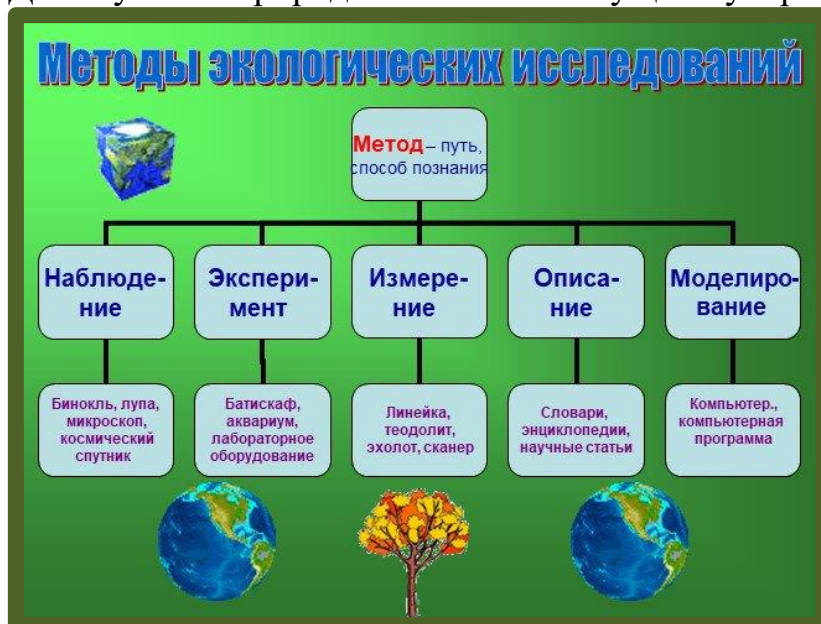 Методы экологических исследований
Метод – путь,
способ познания
Наблюде-
ние
Экспери-
мент
Измере-
ние
Описа-
ние
Моделиро-
вание
Бинокль, лупа,
микроскоп,
космический
спутник
Батискаф,
аквариум,
лабораторное
оборудование
Линейка,
теодолит,
эхолот, сканер
Словари,
энциклопедии,
научные статьи
Компьютер.,
компьютерная
программа